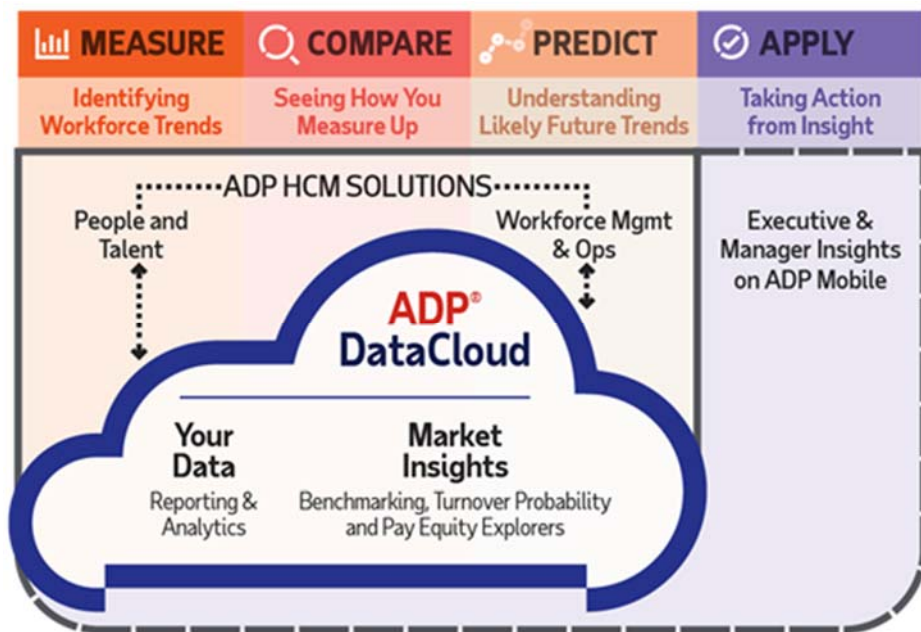 MEASURE
COMPARE
PREDICT
APPLY
Identifying
Workforce Trends
Seeing How You
Measure Up
Understanding
Likely Future Trends
Taking Action
from Insight
ADP HCM SOLUTIONS
People and
Talent
Workforce Mgmt
& Ops
Executive &
Manager Insights
on ADP Mobile
ADP®
DataCloud
Your
Data
Reporting &
Analytics
Market
Insights
Benchmarking, Turnover Probability
and Pay Equity Explorers